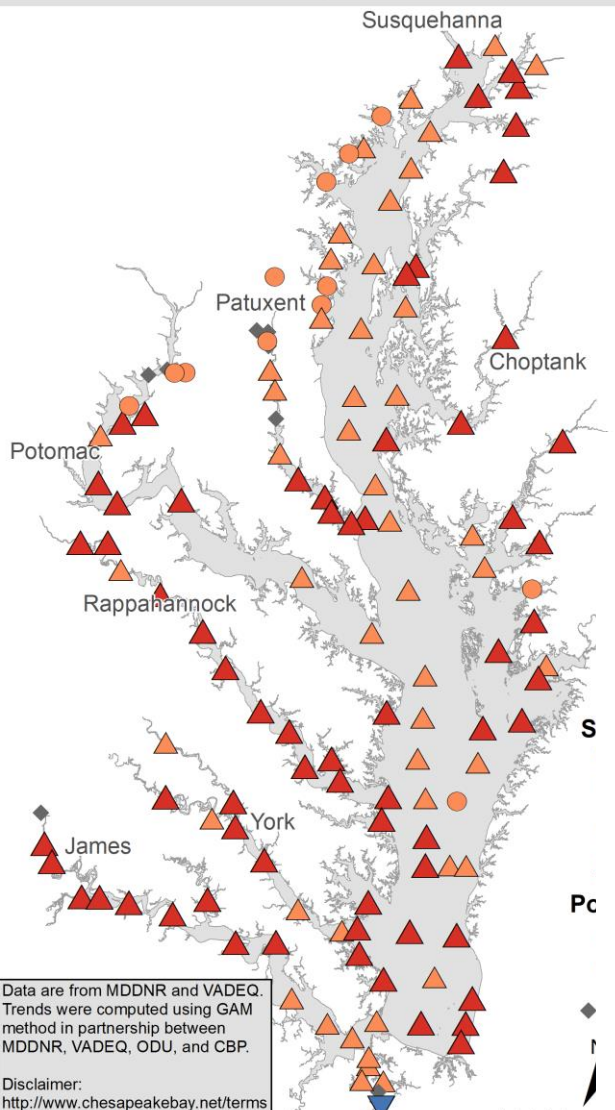 Susquehanna
Patuxent
Choptank
Potomac
Rappahannock
S
York
James
Po
Data are from MDDNR and VADEQ.
Trends were computed using GAM
method in partnership between
MDDNR, VADEQ, ODU, and CBP.
Disclaimer:
http://www.chesapeakebay.net/terms